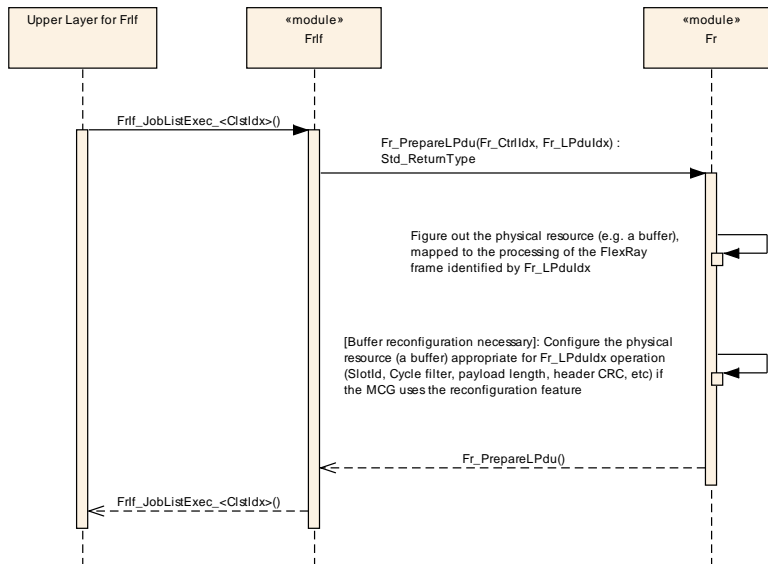 Upper Layer for FrIf
«module»
FrIf
«module»
Fr
FrIf_JobListExec_<ClstIdx>()
Fr_PrepareLPdu(Fr_CtrlIdx, Fr_LPduIdx) :
Std_ReturnType
Figure out the physical resource (e.g. a buffer),
mapped to the processing of the FlexRay
frame identified by Fr_LPduIdx
[Buffer reconfiguration necessary]: Configure the physical
resource (a buffer) appropriate for Fr_LPduIdx operation
(SlotId, Cycle filter, payload length, header CRC, etc) if
the MCG uses the reconfiguration feature
Fr_PrepareLPdu()
FrIf_JobListExec_<ClstIdx>()